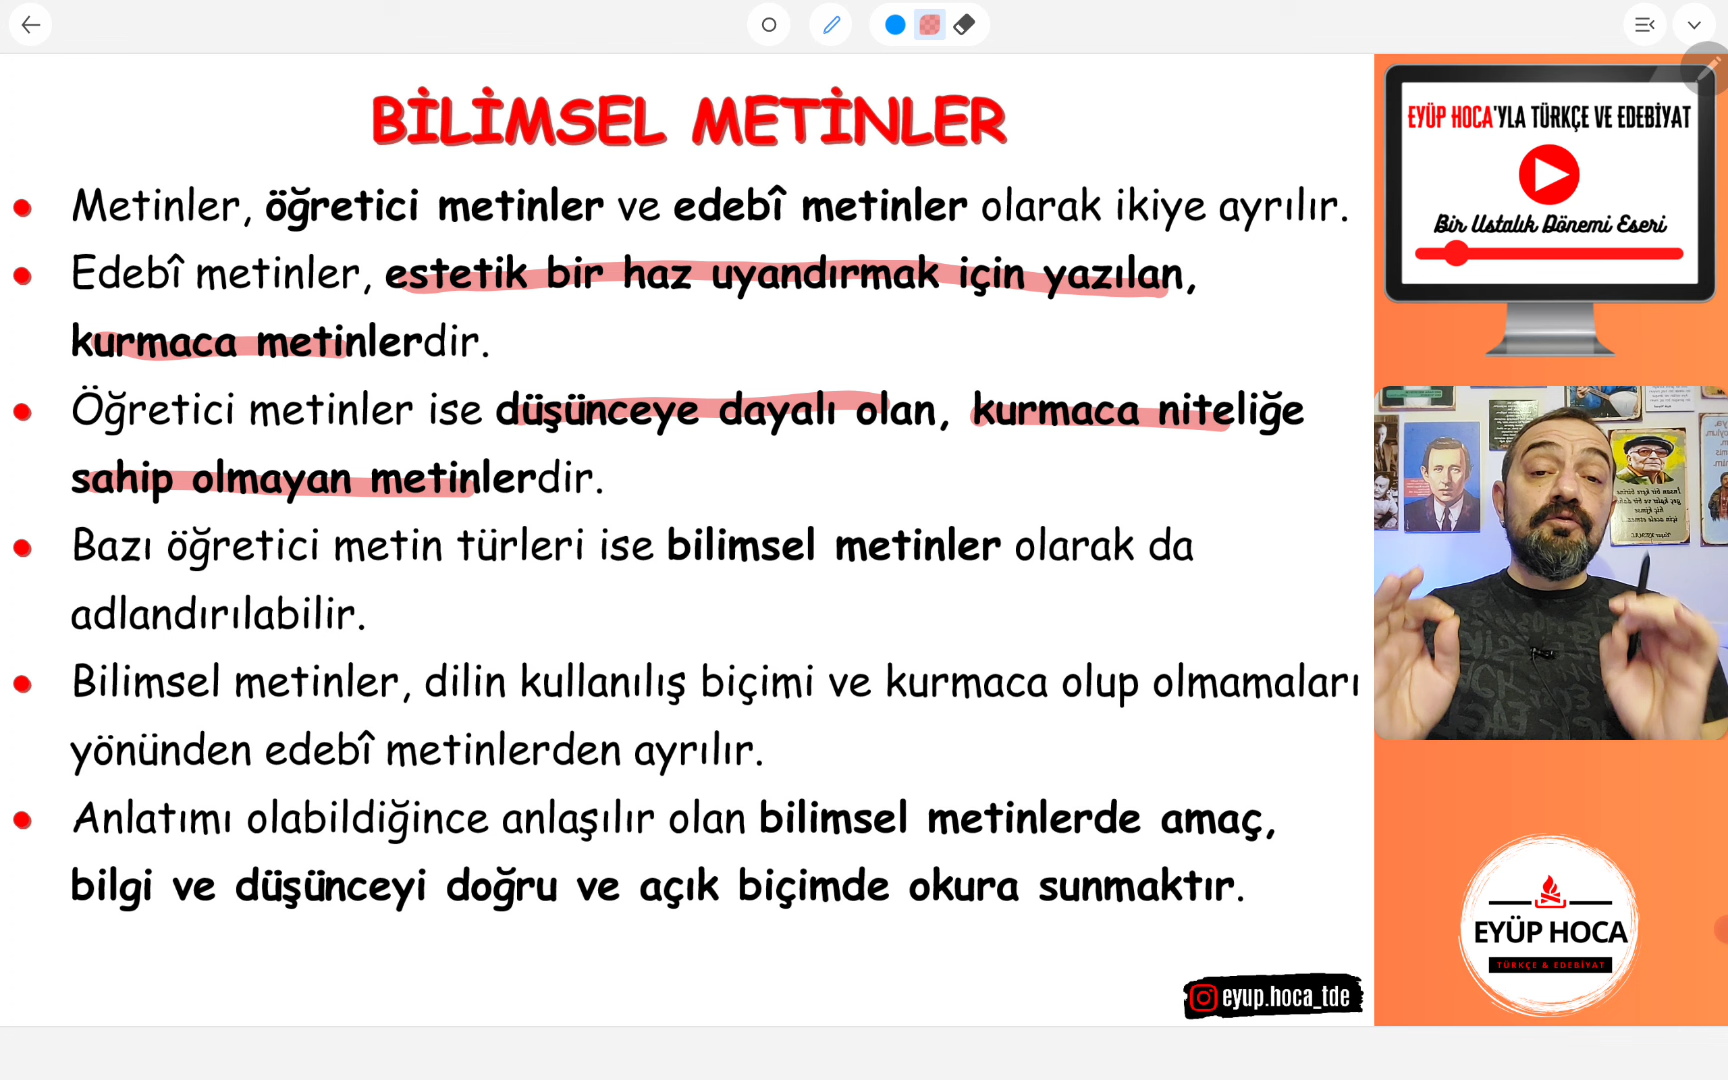 BİLİMSEL METİNLER
Metinler, öğretici metinler ve edebî metinler olarak ikiye ayrılır.
Edebî metinler, estetik bir haz uyandırmak için yazılan,
kurmaca metinlerdir.
Öğretici metinler ise düşünceye dayalı olan, kurmaca niteliğe
sahip olmayan metinlerdir.
Bazı öğretici metin türleri ise bilimsel metinler olarak da
adlandırılabilir.
Bilimsel metinler, dilin kullanılış biçimi ve kurmaca olup olmamaları
yönünden edebî metinlerden ayrılır.
Anlatımı olabildiğince anlaşılır olan bilimsel metinlerde amaç,
bilgi ve düşünceyi doğru ve açık biçimde okura sunmaktır.
eyup.hoca_tde
EYÜP HOCA'YLA TÜRKÇE VE EDEBİYAT
Bir Ustalık Dönemi Eseri
EYÜP HOCA
TÜRKÇE & EDEBİYAT